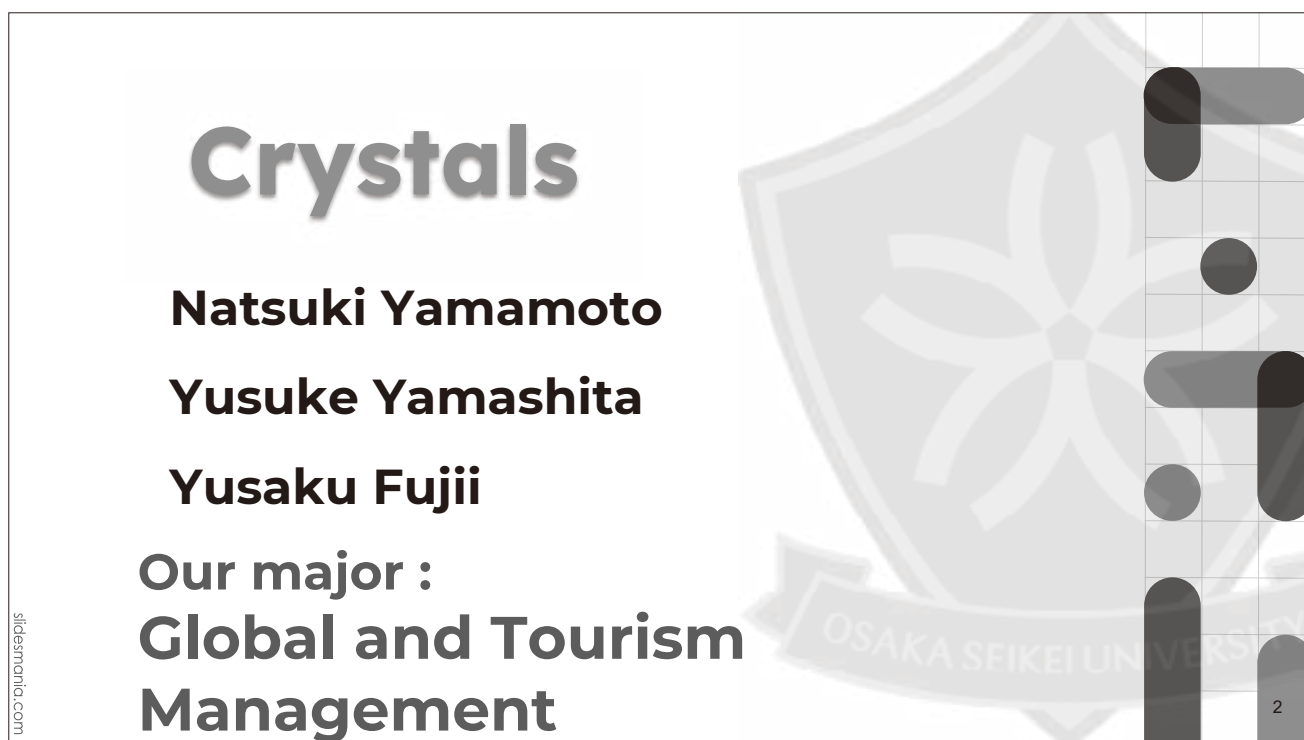 Crystals
Natsuki Yamamoto
Yusuke Yamashita
Yusaku Fujii
Our major :
Global and Tourism
Management
OSAKA SEIKEI UNIVERSITY
slidesmania.com
2